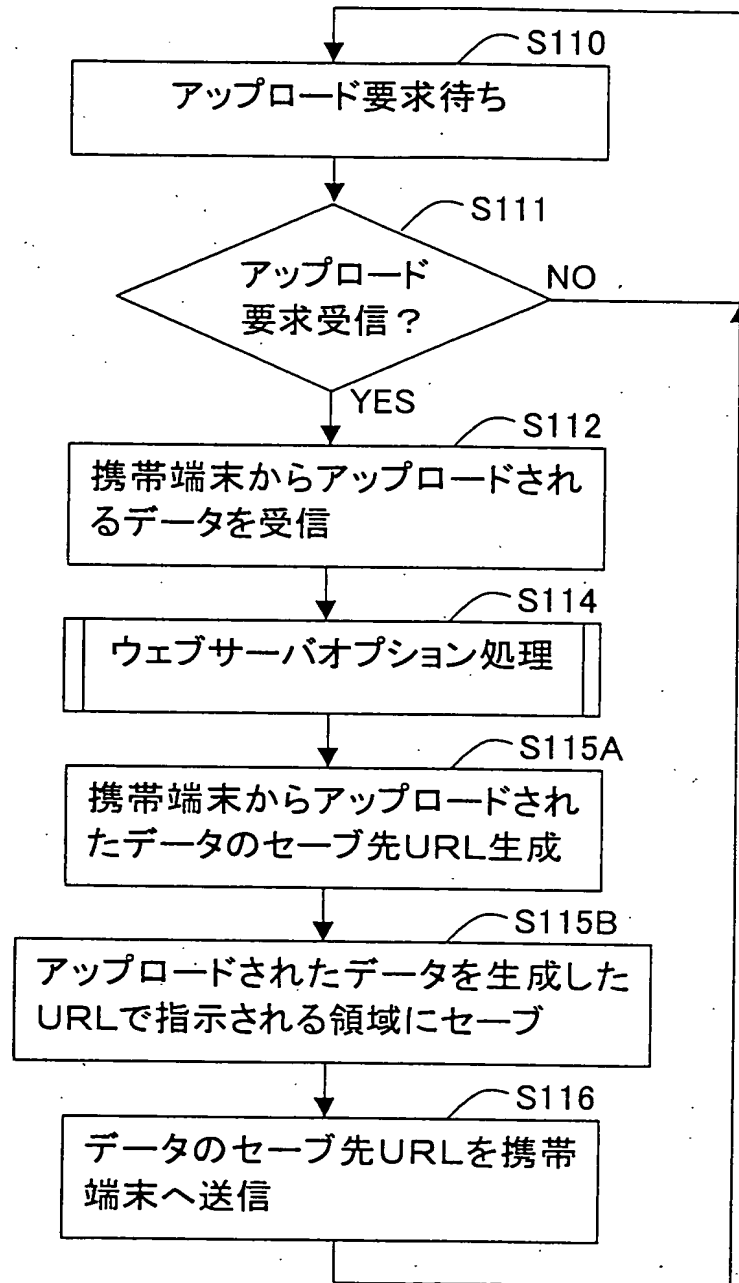 S110
アップロード要求待ち
S111
アップロード
要求受信？
NO
YES
S112
携帯端末からアップロードされ
るデータを受信
S114
ウェブサーバオプション処理
S115A
携帯端末からアップロードされ
たデータのセーブ先URL生成
S115B
アップロードされたデータを生成した
URLで指示される領域にセーブ
S116
データのセーブ先URLを携帯
端末へ送信